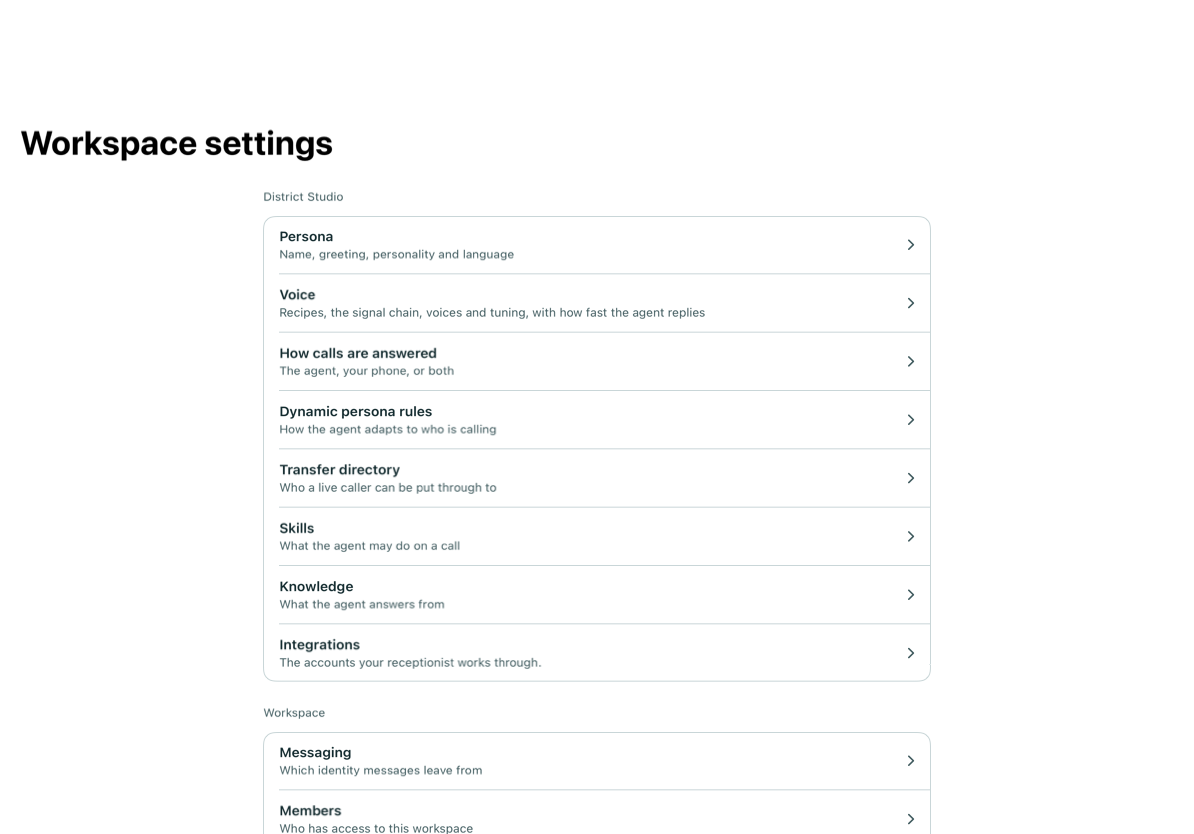 Workspace settings
District Studio
Persona
Name, greeting, personality and language
Voice
Recipes, the signal chain, voices and tuning, with how fast the agent replies
How calls are answered
The agent, your phone, or both
Dynamic persona rules
How the agent adapts to who is calling
Transfer directory
Who a live caller can be put through to
Skills
What the agent may do on a call
Knowledge
What the agent answers from
Integrations
The accounts your receptionist works through.
Workspace
Messaging
Which identity messages leave from
Members
Who has access to this workspace